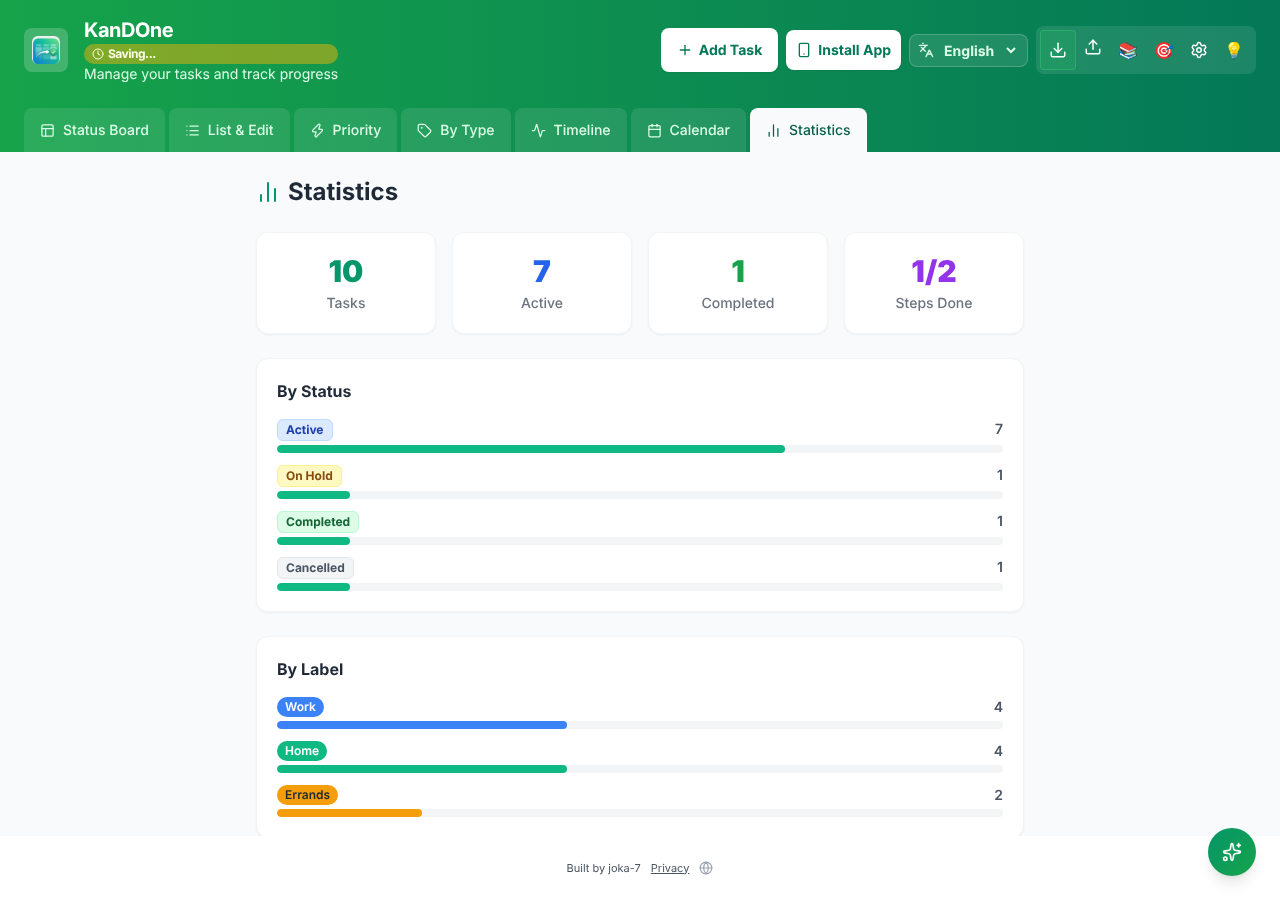 KanDOne
Saving...
Manage your tasks and track progress
Add Task
Install App
English
Status Board
List & Edit
Priority
By Type
Timeline
Calendar
Statistics
Statistics
10
Tasks
7
Active
1
Completed
1/2
Steps Done
By Status
Active 7
On Hold 1
Completed 1
Cancelled 1
By Label
Work 4
Home 4
Errands 2
Built by joka-7 Privacy